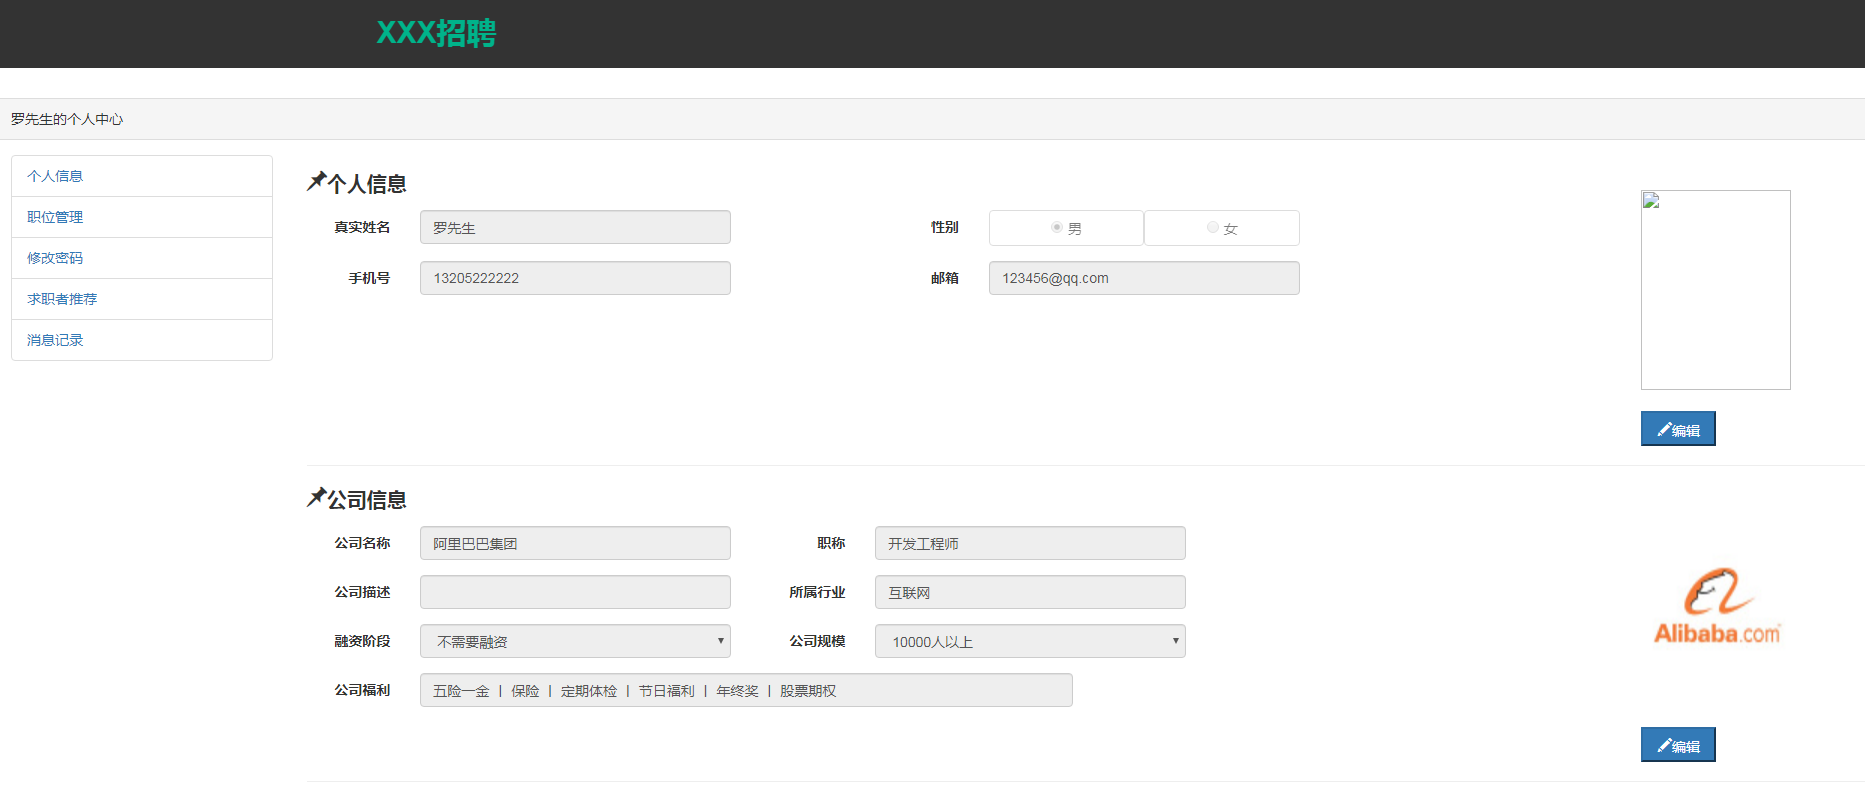 XXX招聘
罗先生的个人中心
个人信息
职位管理
修改密码
求职者推荐
消息记录
个人信息
真实姓名 罗先生 性别 男 女
手机号 13205222222 邮箱 123456@qq.com
编辑
公司信息
公司名称 阿里巴巴集团 职称 开发工程师
公司描述 所属行业 互联网
融资阶段 不需要融资 公司规模 10000人以上
公司福利 五险一金 | 保险 | 定期体检 | 节日福利 | 年终奖 | 股票期权
Alibaba.com
编辑